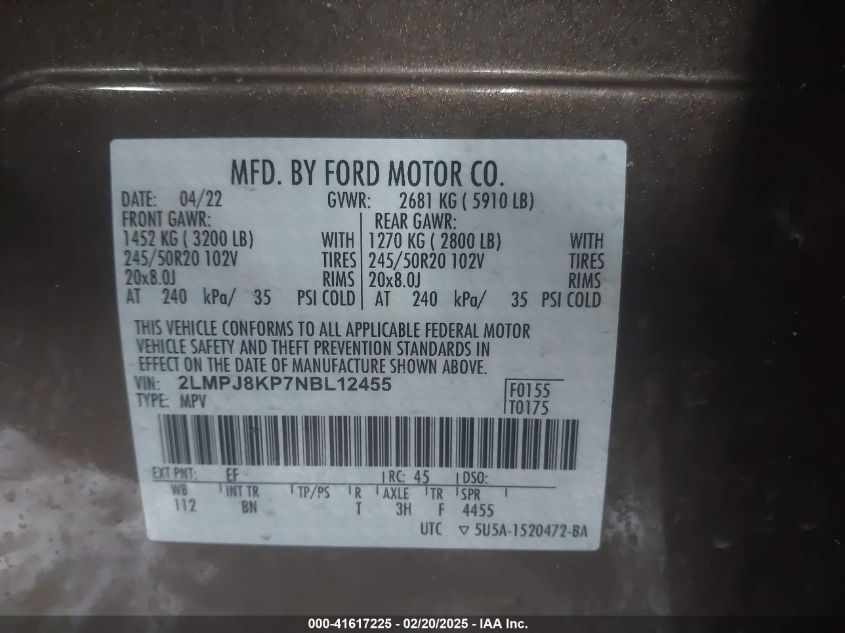 MFD. BY FORD MOTOR CO.
DATE: 04/22 GVWR: 2681 KG ( 5910 LB)
FRONT GAWR: REAR GAWR:
1452 KG ( 3200 LB) WITH 1270 KG ( 2800 LB) WITH
245/50R20 102V TIRES 245/50R20 102V TIRES
20x8.0J RIMS 20x8.0J RIMS
AT 240 kPa/ 35 PSI COLD AT 240 kPa/ 35 PSI COLD
THIS VEHICLE CONFORMS TO ALL APPLICABLE FEDERAL MOTOR
VEHICLE SAFETY AND THEFT PREVENTION STANDARDS IN
EFFECT ON THE DATE OF MANUFACTURE SHOWN ABOVE.
VIN: 2LMPJ8KP7NBL12455 F0155
TYPE: MPV T0175
EXT PNT: EF RC: 45 DSO:
WB INT TR TP/PS R AXLE TR SPR
112 BN T 3H F 4455
UTC ▽ 5U5A-1520472-BA
000-41617225 - 02/20/2025 - IAA Inc.